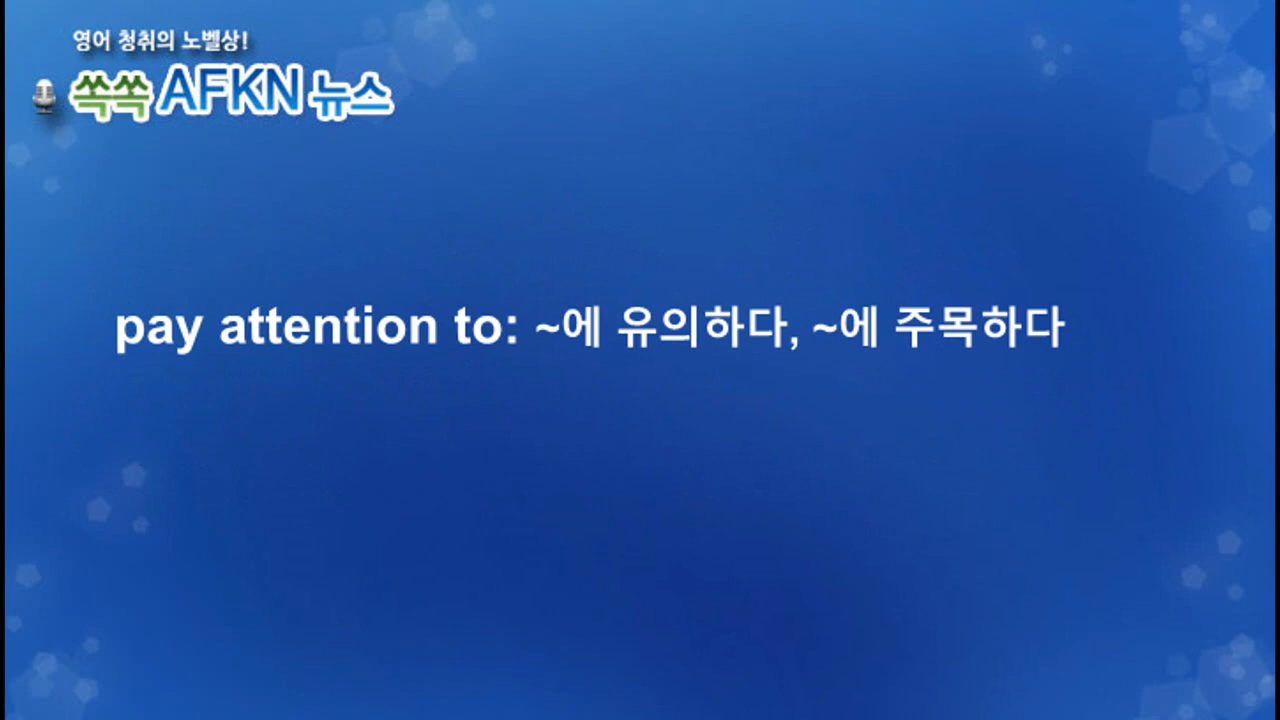 영어 청취의 노벨상!
쏙쏙 AFKN 뉴스
pay attention to: ~에 유의하다, ~에 주목하다